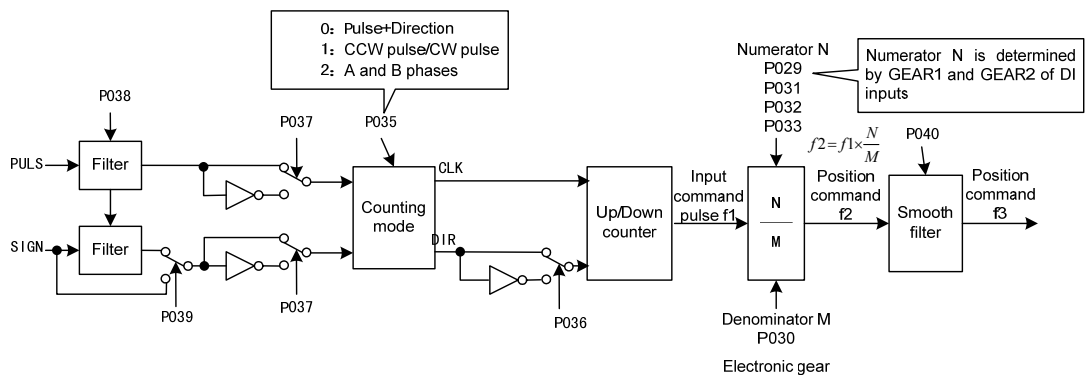 0: Pulse+Direction
1: CCW pulse/CW pulse
2: A and B phases
Numerator N
P029
P031
P032
P033
Numerator N is determined
by GEAR1 and GEAR2 of DI
inputs
P038
P037
P035
P040
f2=f1×N/M
PULS
Filter
CLK
Counting
mode
Up/Down
counter
Input
command
pulse f1
N
M
Position
command
f2
Smooth
filter
Position
command
f3
SIGN
Filter
DIR
P039
P037
P036
Denominator M
P030
Electronic gear